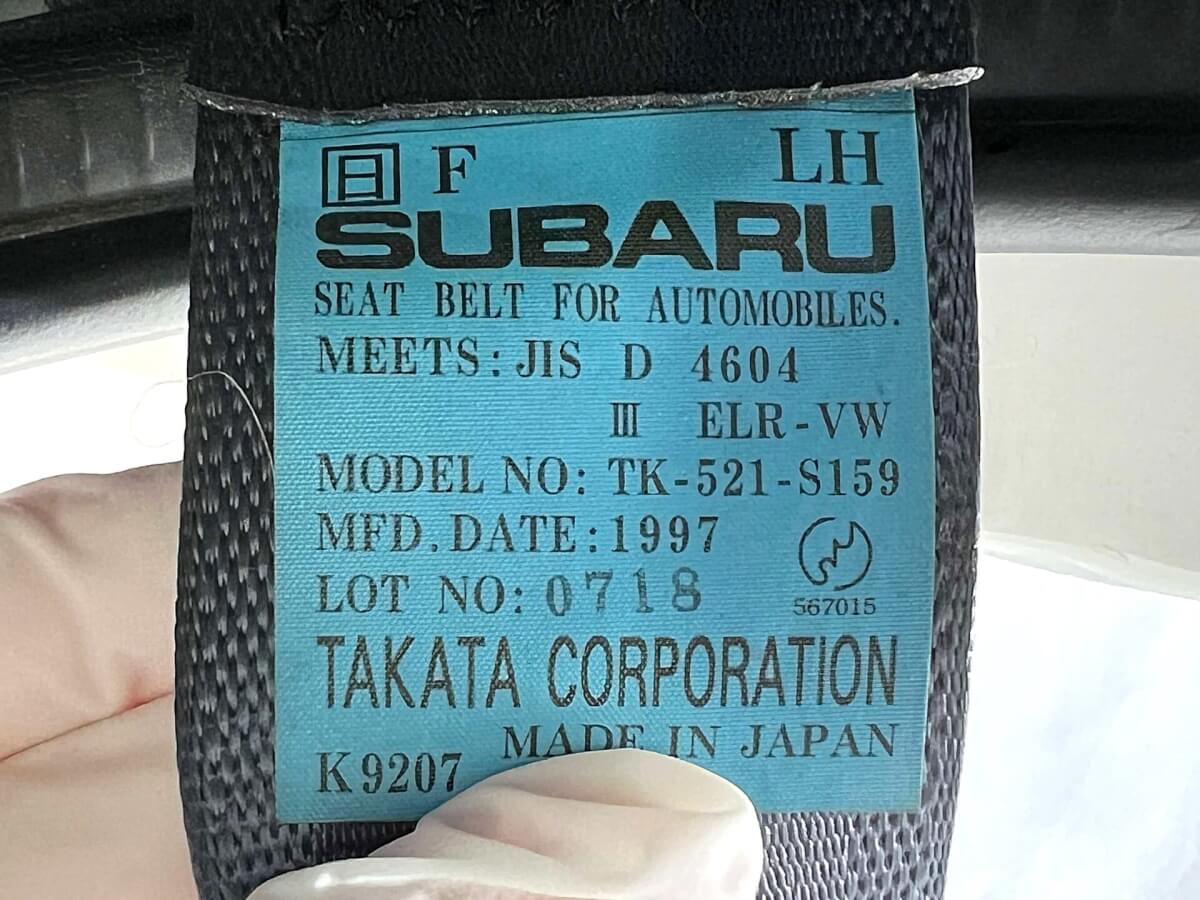 日 F LH
SUBARU
SEAT BELT FOR AUTOMOBILES.
MEETS: JIS D 4604
III ELR-VW
MODEL NO: TK-521-S159
MFD. DATE: 1997
LOT NO: 0718
567015
TAKATA CORPORATION
MADE IN JAPAN
K9207